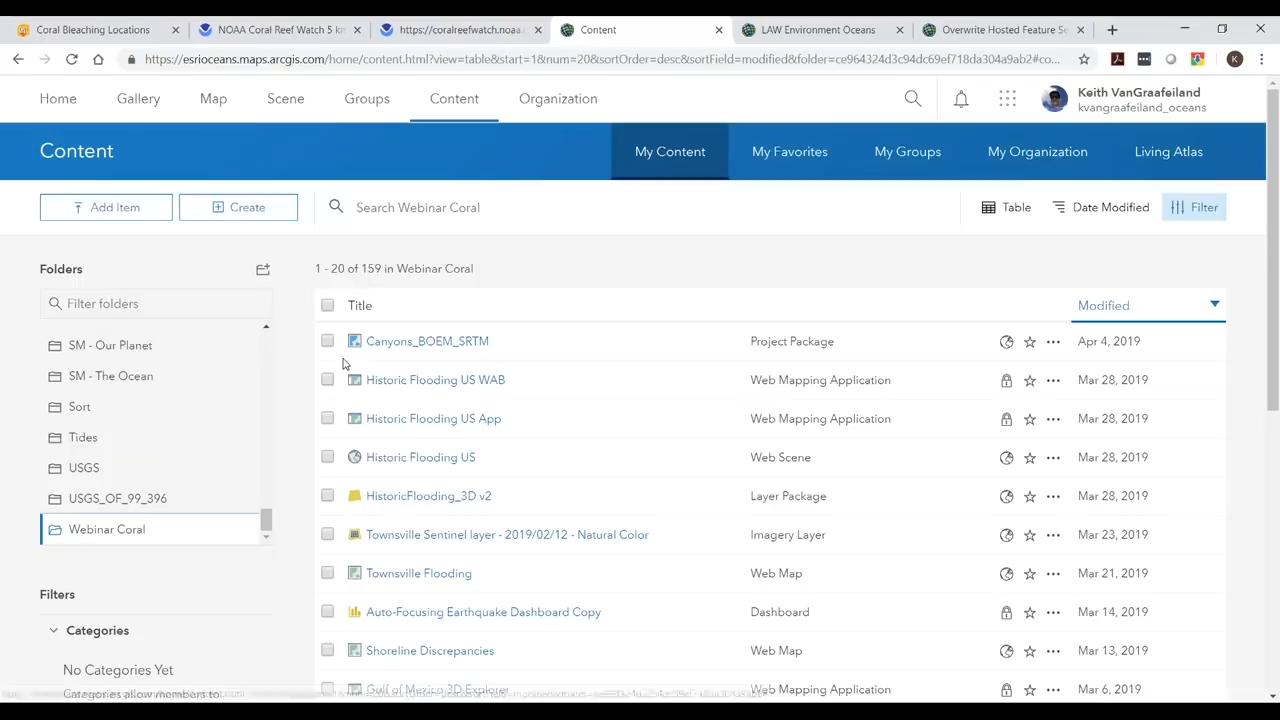 Coral Bleaching Locations
NOAA Coral Reef Watch 5 km
https://coralreefwatch.noaa.
Content
LAW Environment Oceans
Overwrite Hosted Feature Se
https://esrioceans.maps.arcgis.com/home/content.html?view=table&start=1&num=20&sortOrder=desc&sortField=modified&folder=ce964324d3c94dc69ef718da304a9ab2#co...
K
Home
Gallery
Map
Scene
Groups
Content
Organization
Keith VanGraafeiland
kvangraafeiland_oceans
Content
My Content
My Favorites
My Groups
My Organization
Living Atlas
Add Item
Create
Search Webinar Coral
Table
Date Modified
Filter
Folders
Filter folders
SM - Our Planet
SM - The Ocean
Sort
Tides
USGS
USGS_OF_99_396
Webinar Coral
Filters
Categories
No Categories Yet
Categories allow members to
1 - 20 of 159 in Webinar Coral
Title Modified
Canyons_BOEM_SRTM Project Package Apr 4, 2019
Historic Flooding US WAB Web Mapping Application Mar 28, 2019
Historic Flooding US App Web Mapping Application Mar 28, 2019
Historic Flooding US Web Scene Mar 28, 2019
HistoricFlooding_3D v2 Layer Package Mar 28, 2019
Townsville Sentinel layer - 2019/02/12 - Natural Color Imagery Layer Mar 23, 2019
Townsville Flooding Web Map Mar 21, 2019
Auto-Focusing Earthquake Dashboard Copy Dashboard Mar 14, 2019
Shoreline Discrepancies Web Map Mar 13, 2019
Gulf of Mexico 3D Explorer Web Mapping Application Mar 6, 2019